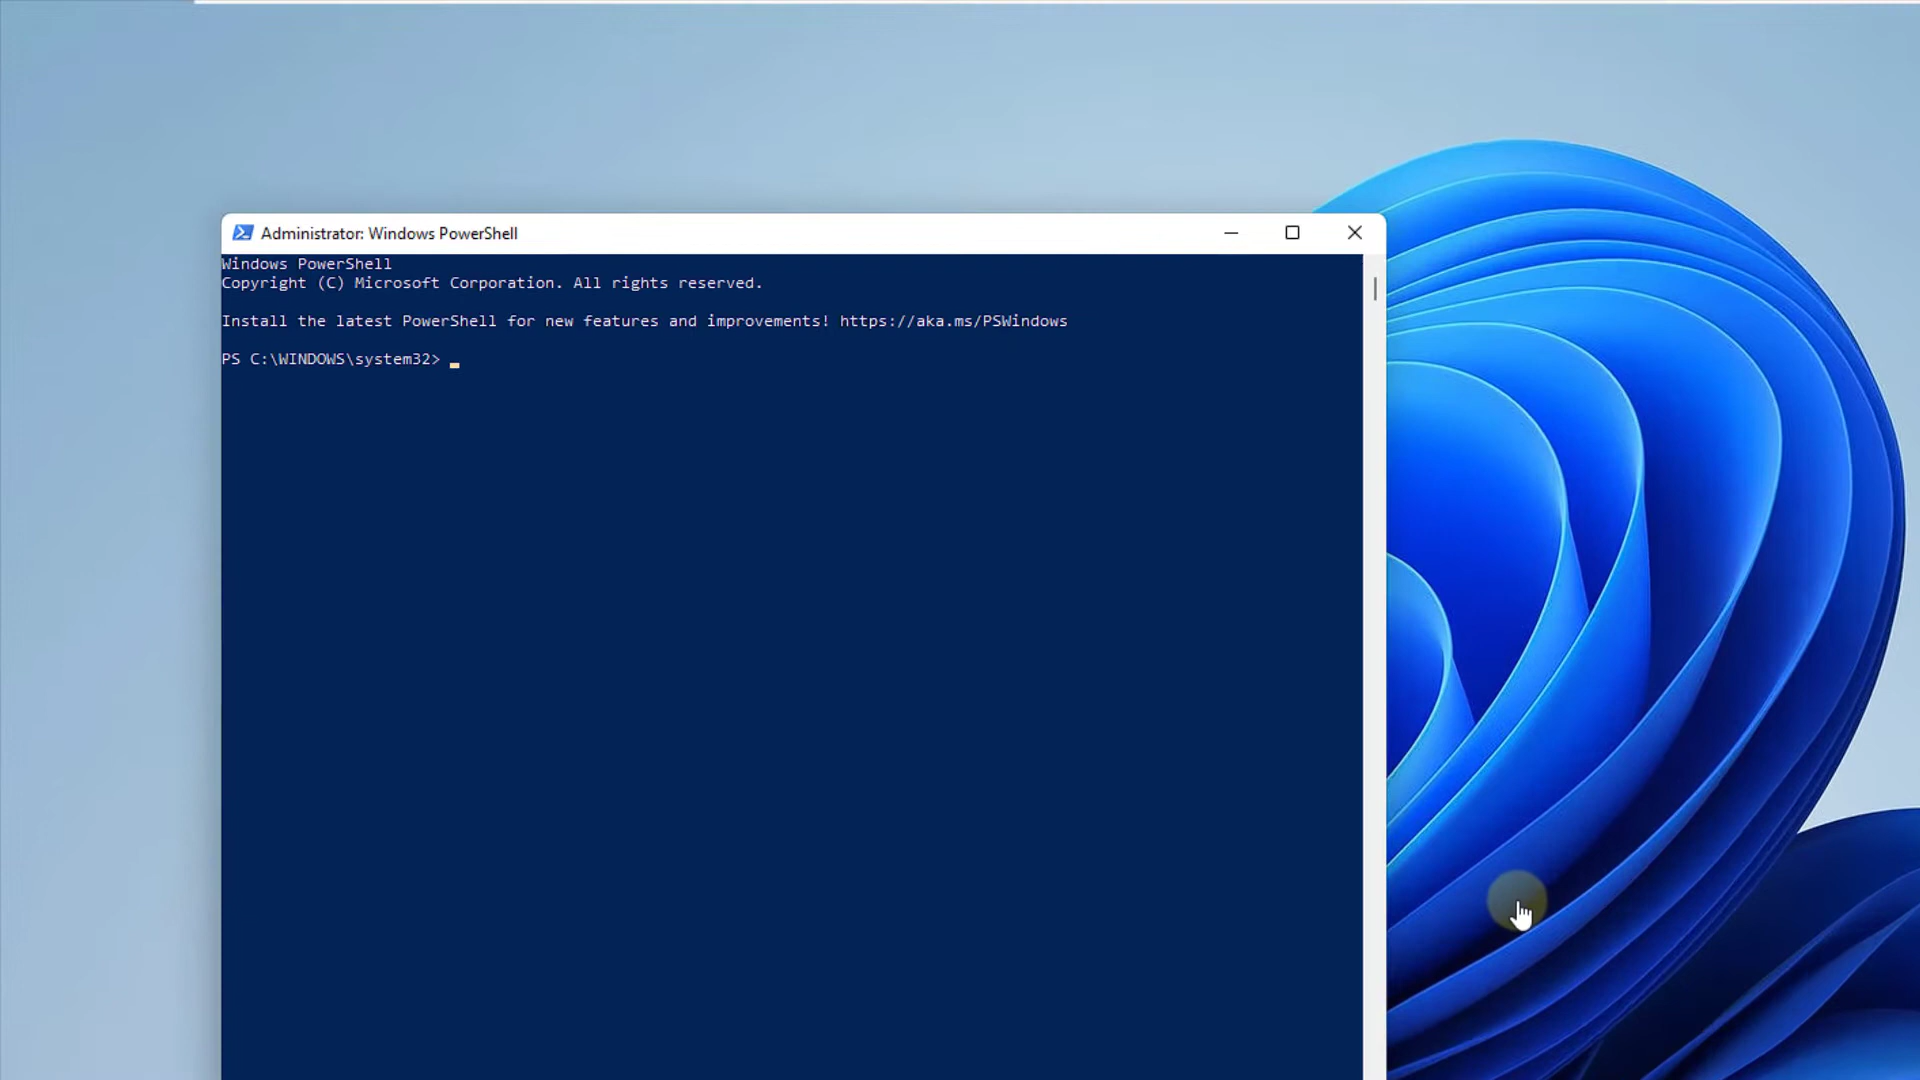 Administrator: Windows PowerShell
Windows PowerShell
Copyright (C) Microsoft Corporation. All rights reserved.
Install the latest PowerShell for new features and improvements! https://aka.ms/PSWindows
PS C:\WINDOWS\system32>